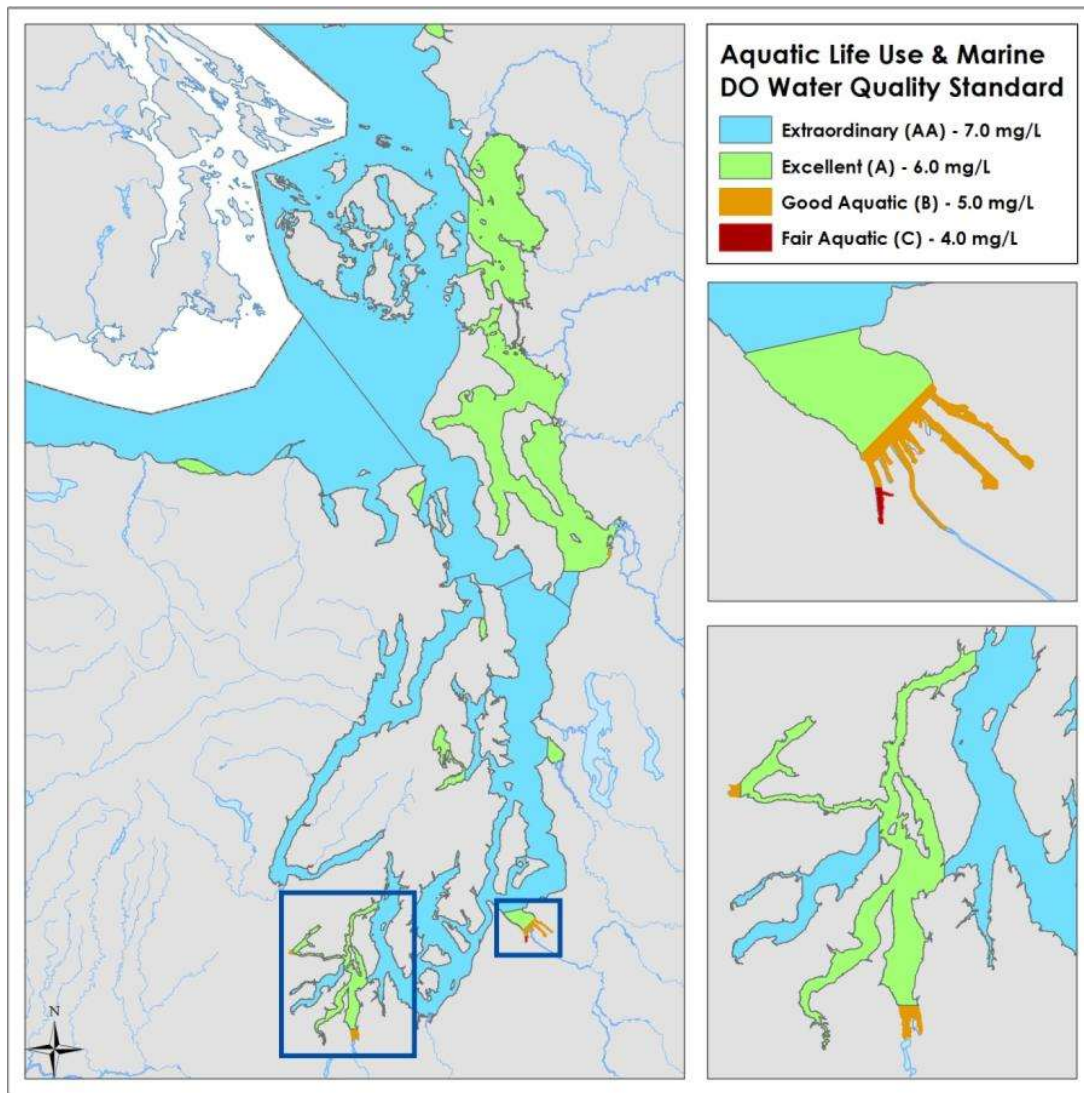 Aquatic Life Use & Marine
DO Water Quality Standard
Extraordinary (AA) - 7.0 mg/L
Excellent (A) - 6.0 mg/L
Good Aquatic (B) - 5.0 mg/L
Fair Aquatic (C) - 4.0 mg/L
N